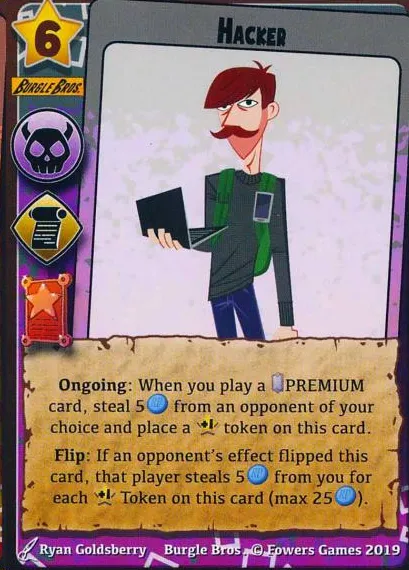 6
HACKER
BURGLE BROS.
Ongoing: When you play a PREMIUM
card, steal 5 from an opponent of your
choice and place a +1 token on this card.
Flip: If an opponent's effect flipped this
card, that player steals 5 from you for
each +1 Token on this card (max 25).
Ryan Goldsberry Burgle Bros. © Fowers Games 2019